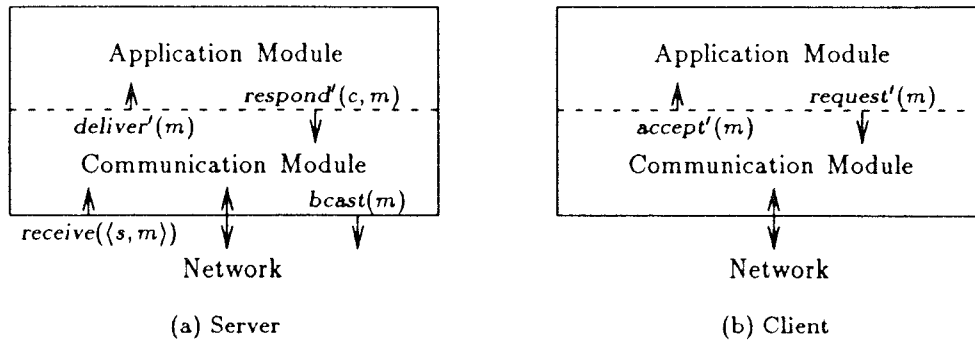 Application Module
respond′(c, m)
deliver′(m)
Communication Module
bcast(m)
receive(⟨s, m⟩)
Network
(a) Server
Application Module
request′(m)
accept′(m)
Communication Module
Network
(b) Client